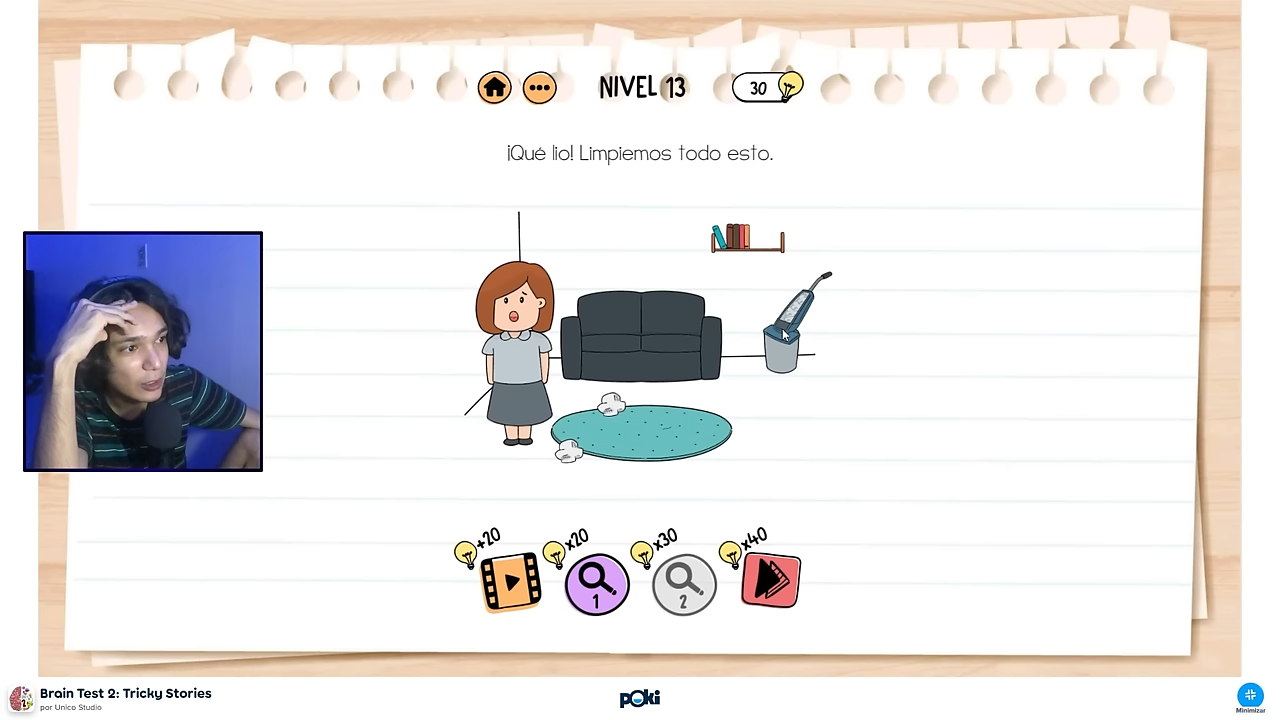 NIVEL 13
30
¡Qué lio! Limpiemos todo esto.
+20
x20
x30
x40
1
2
Brain Test 2: Tricky Stories
por Unico Studio
poki
Minimizar